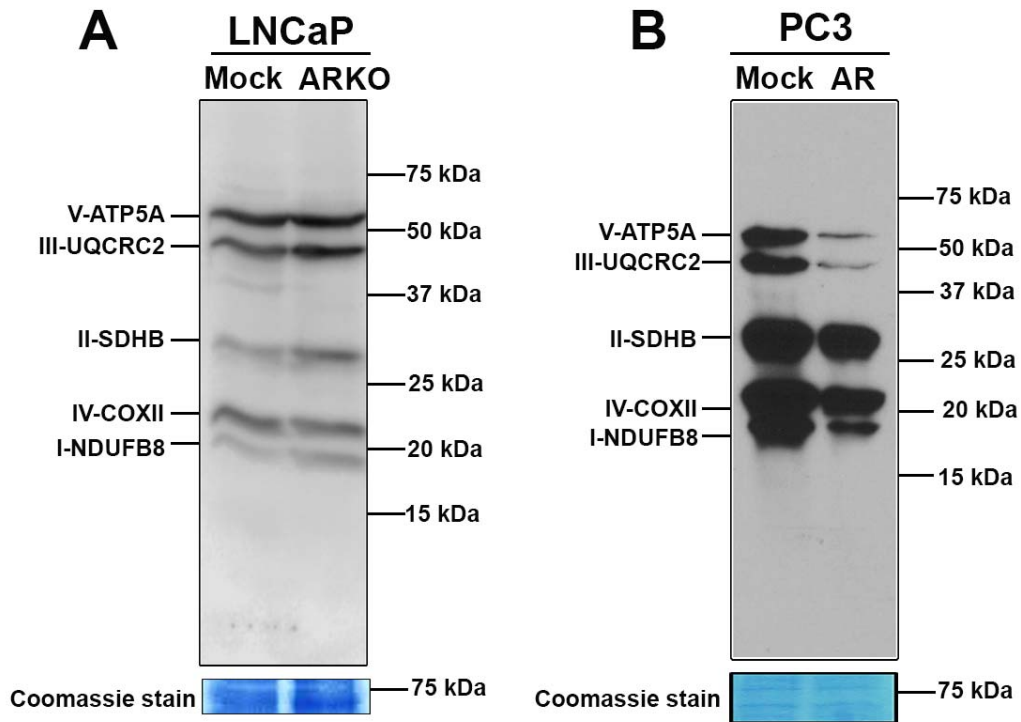 A
LNCaP
Mock ARKO
75 kDa
V-ATP5A
50 kDa
III-UQCRC2
37 kDa
II-SDHB
25 kDa
IV-COXII
I-NDUFB8
20 kDa
15 kDa
Coomassie stain
75 kDa
B
PC3
Mock AR
75 kDa
V-ATP5A
50 kDa
III-UQCRC2
37 kDa
II-SDHB
25 kDa
IV-COXII
20 kDa
I-NDUFB8
15 kDa
Coomassie stain
75 kDa